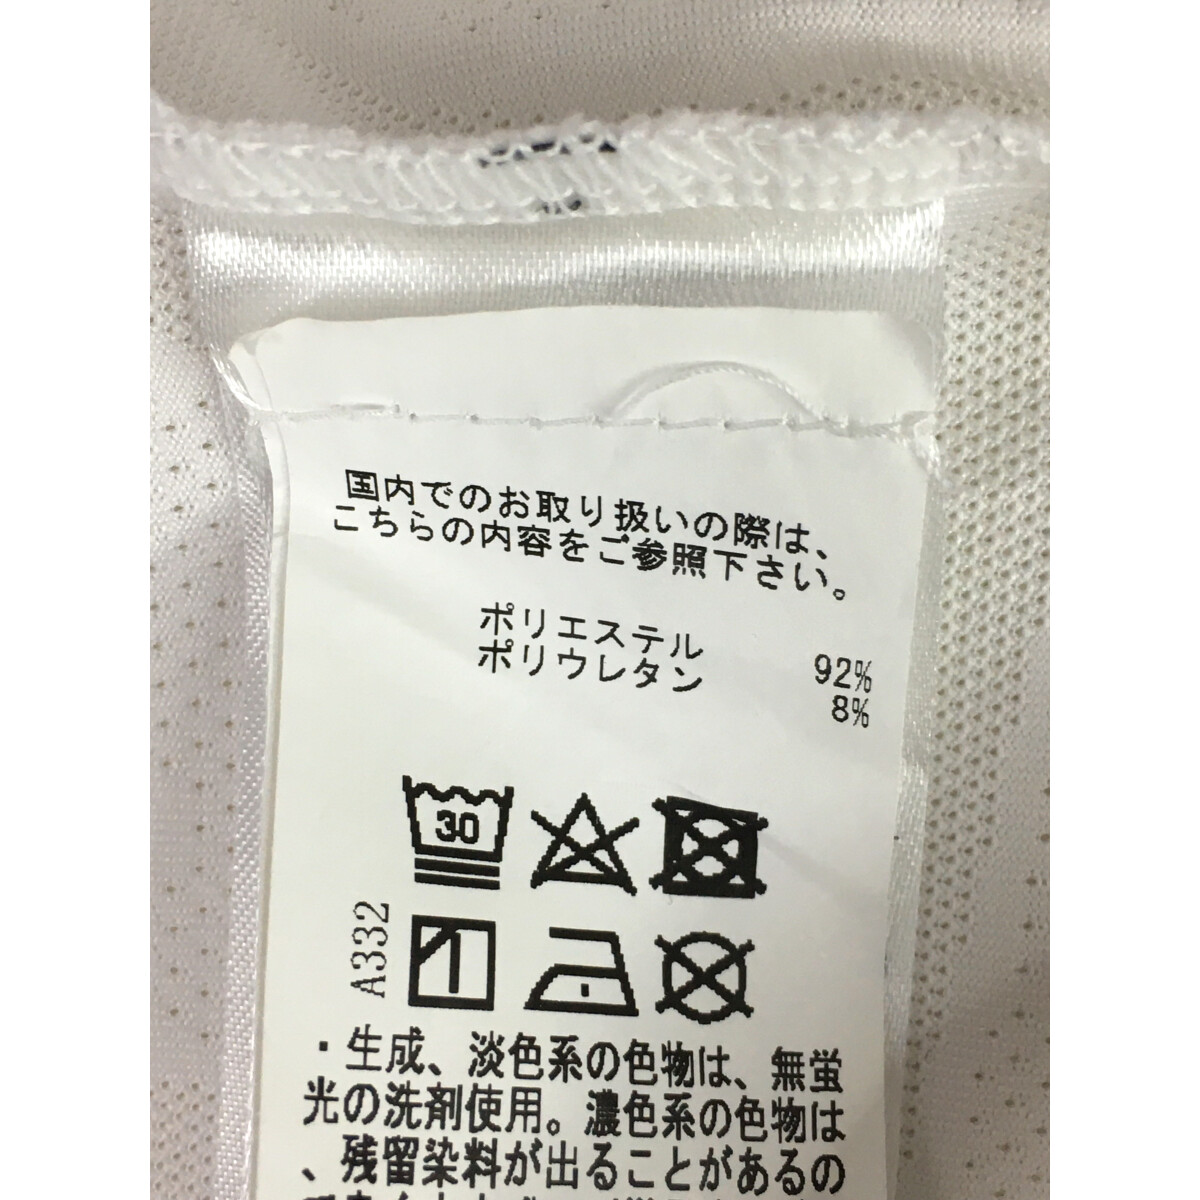 国内でのお取り扱いの際は、
こちらの内容をご参照下さい。
ポリエステル 92%
ポリウレタン 8%
30
A332
・生成、淡色系の色物は、無蛍
光の洗剤使用。濃色系の色物は
、残留染料が出ることがあるの